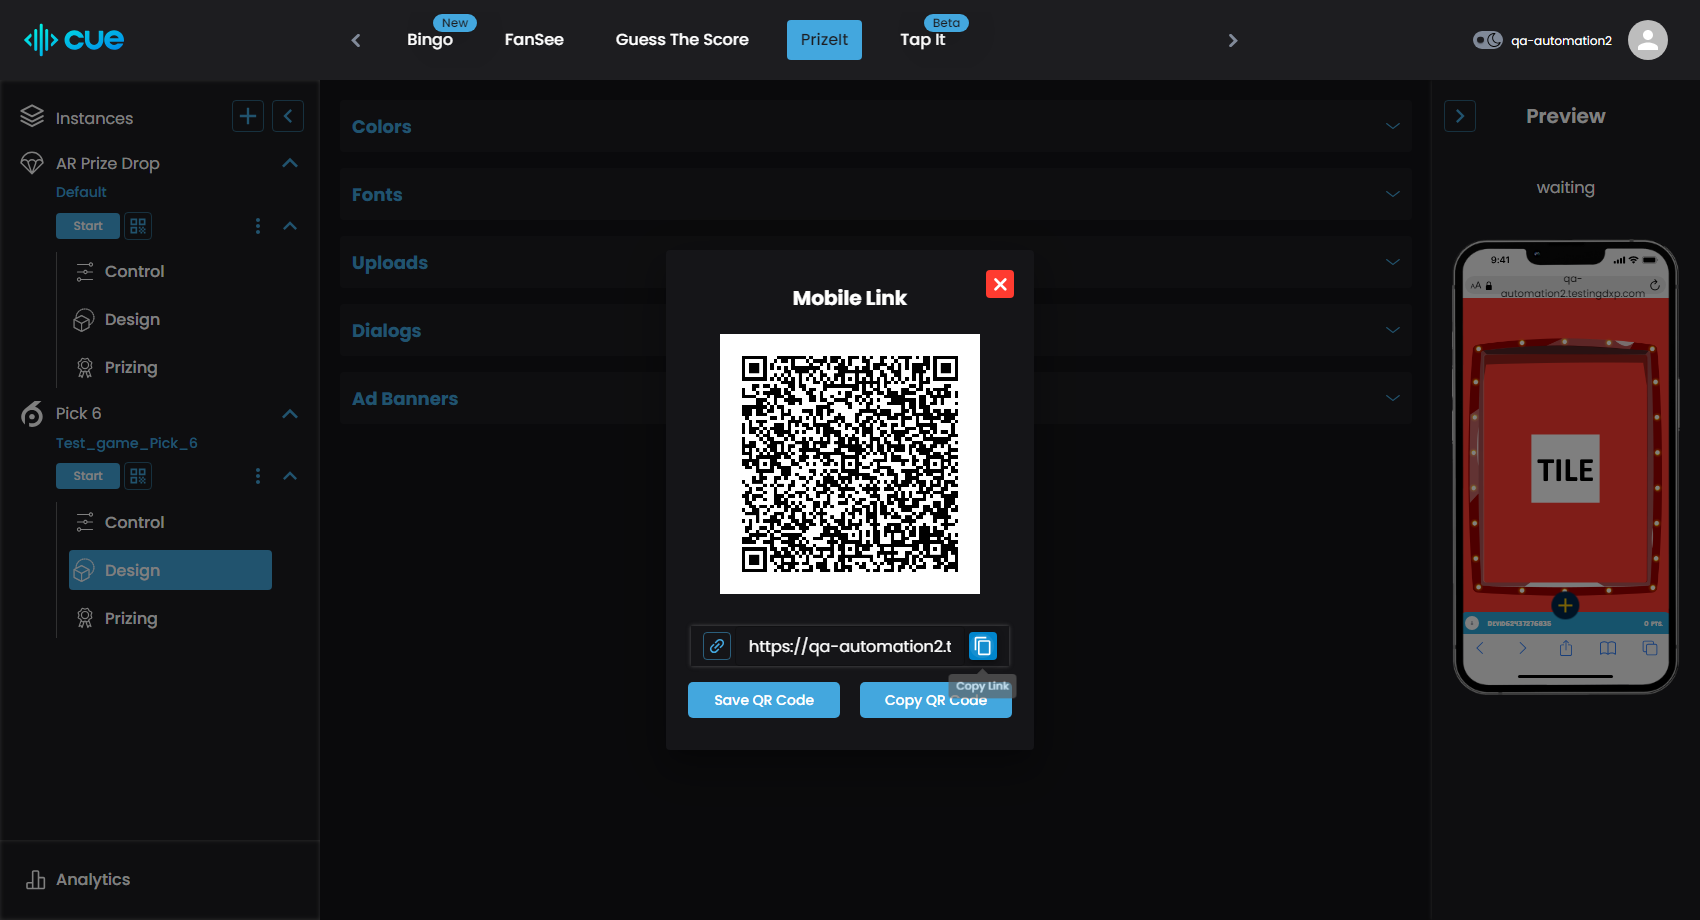 cue
New
Bingo
FanSee
Guess The Score
PrizeIt
Beta
Tap It
qa-automation2
Instances
AR Prize Drop
Default
Start
Control
Design
Prizing
Pick 6
Test_game_Pick_6
Start
Control
Design
Prizing
Analytics
Colors
Fonts
Uploads
Dialogs
Ad Banners
Mobile Link
https://qa-automation2.t
Copy Link
Save QR Code
Copy QR Code
Preview
waiting
9:41
AA
qa-
automation2.testingdxp.com
TILE
0 PTS.